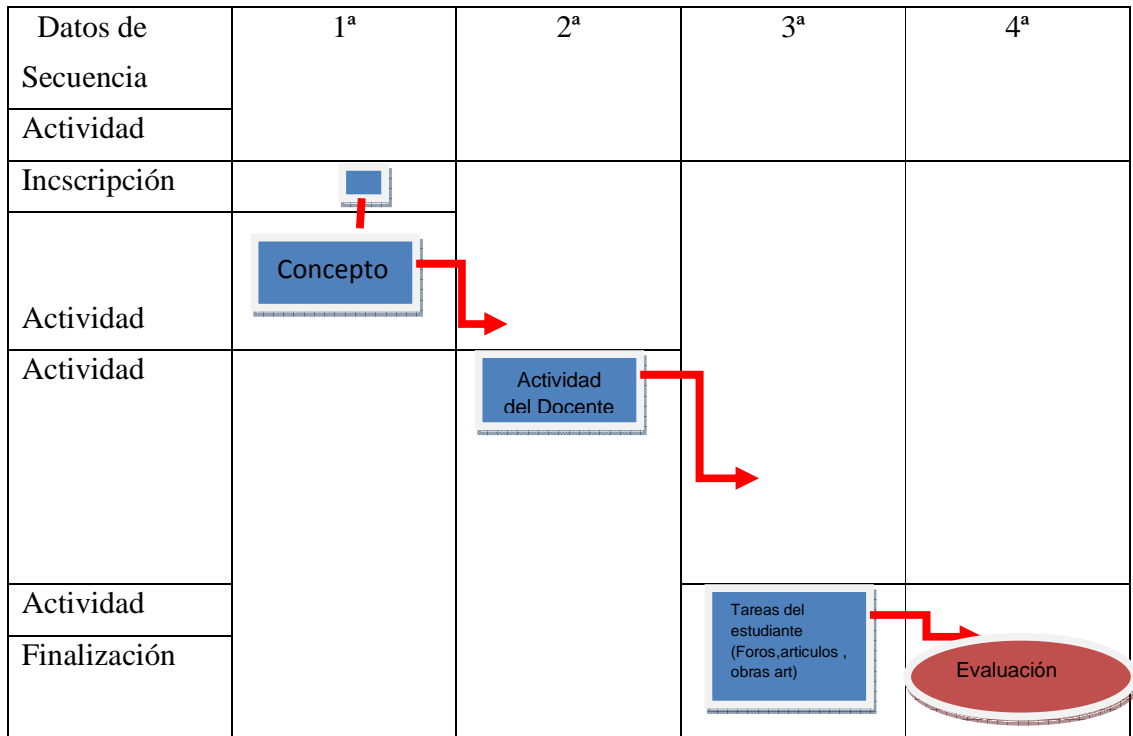 Datos de 1ª 2ª 3ª 4ª
Secuencia
Actividad
Incscripción
Concepto
Actividad
Actividad
Actividad
del Docente
Actividad
Finalización
Tareas del
estudiante
(Foros,articulos ,
obras art)
Evaluación